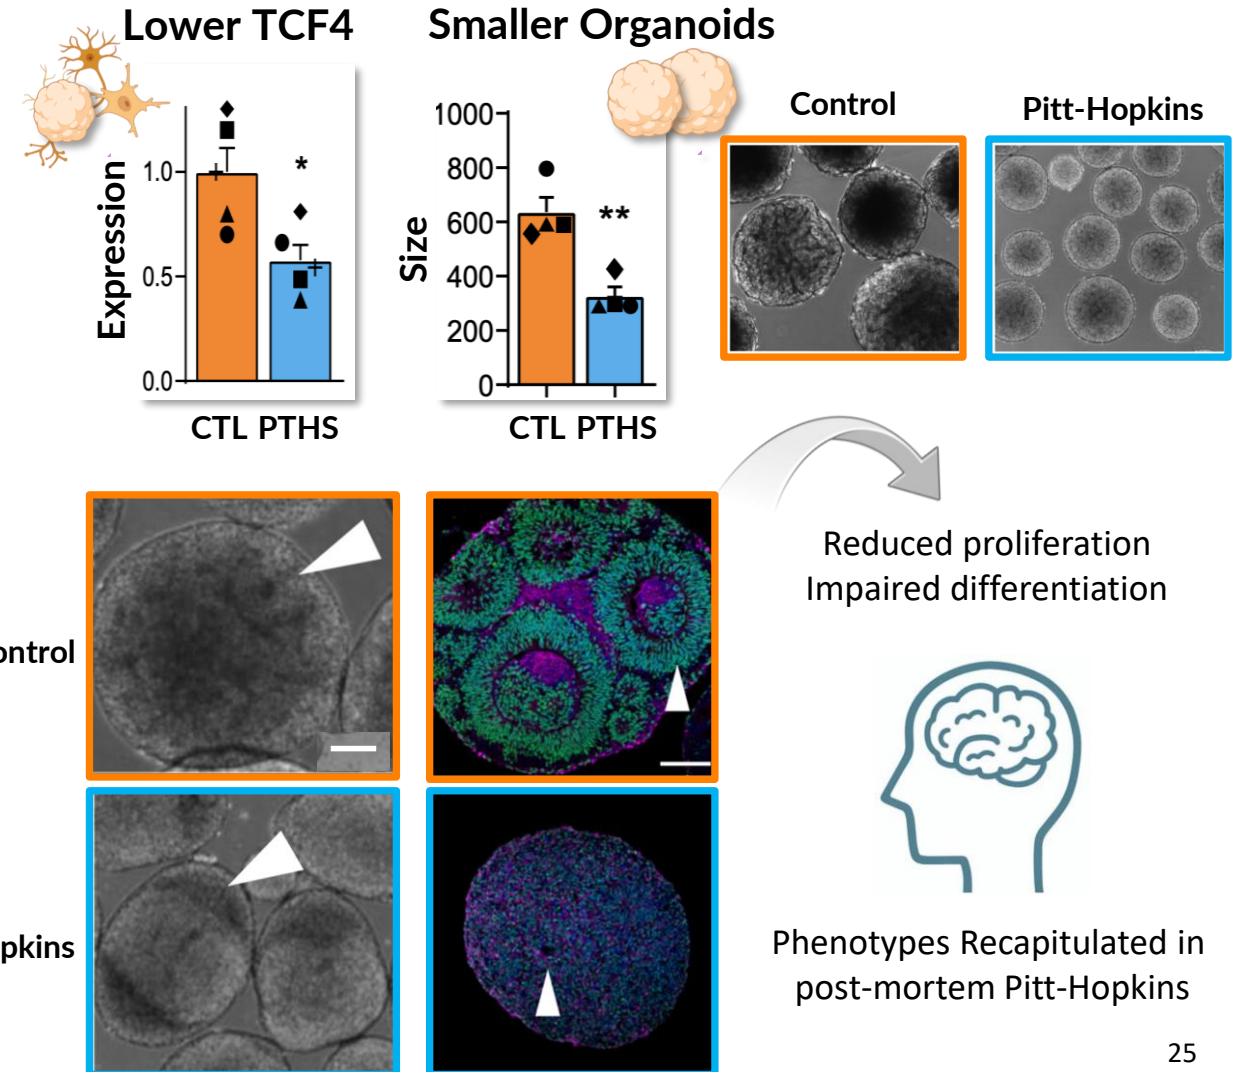 Lower TCF4
Smaller Organoids
Expression
1.0
0.5
0.0
*
CTL PTHS
Size
1000
800
600
400
200
0
**
CTL PTHS
Control
Pitt-Hopkins
ontrol
pkins
Reduced proliferation
Impaired differentiation
Phenotypes Recapitulated in
post-mortem Pitt-Hopkins
25